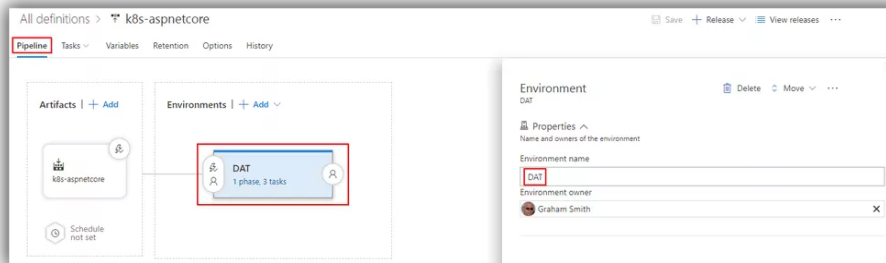 All definitions > k8s-aspnetcore
Save + Release View releases ...
Pipeline Tasks Variables Retention Options History
Artifacts | + Add
Environments | + Add
k8s-aspnetcore
Schedule
not set
DAT
1 phase, 3 tasks
Environment
DAT
Delete Move ...
Properties
Name and owners of the environment
Environment name
DAT
Environment owner
Graham Smith